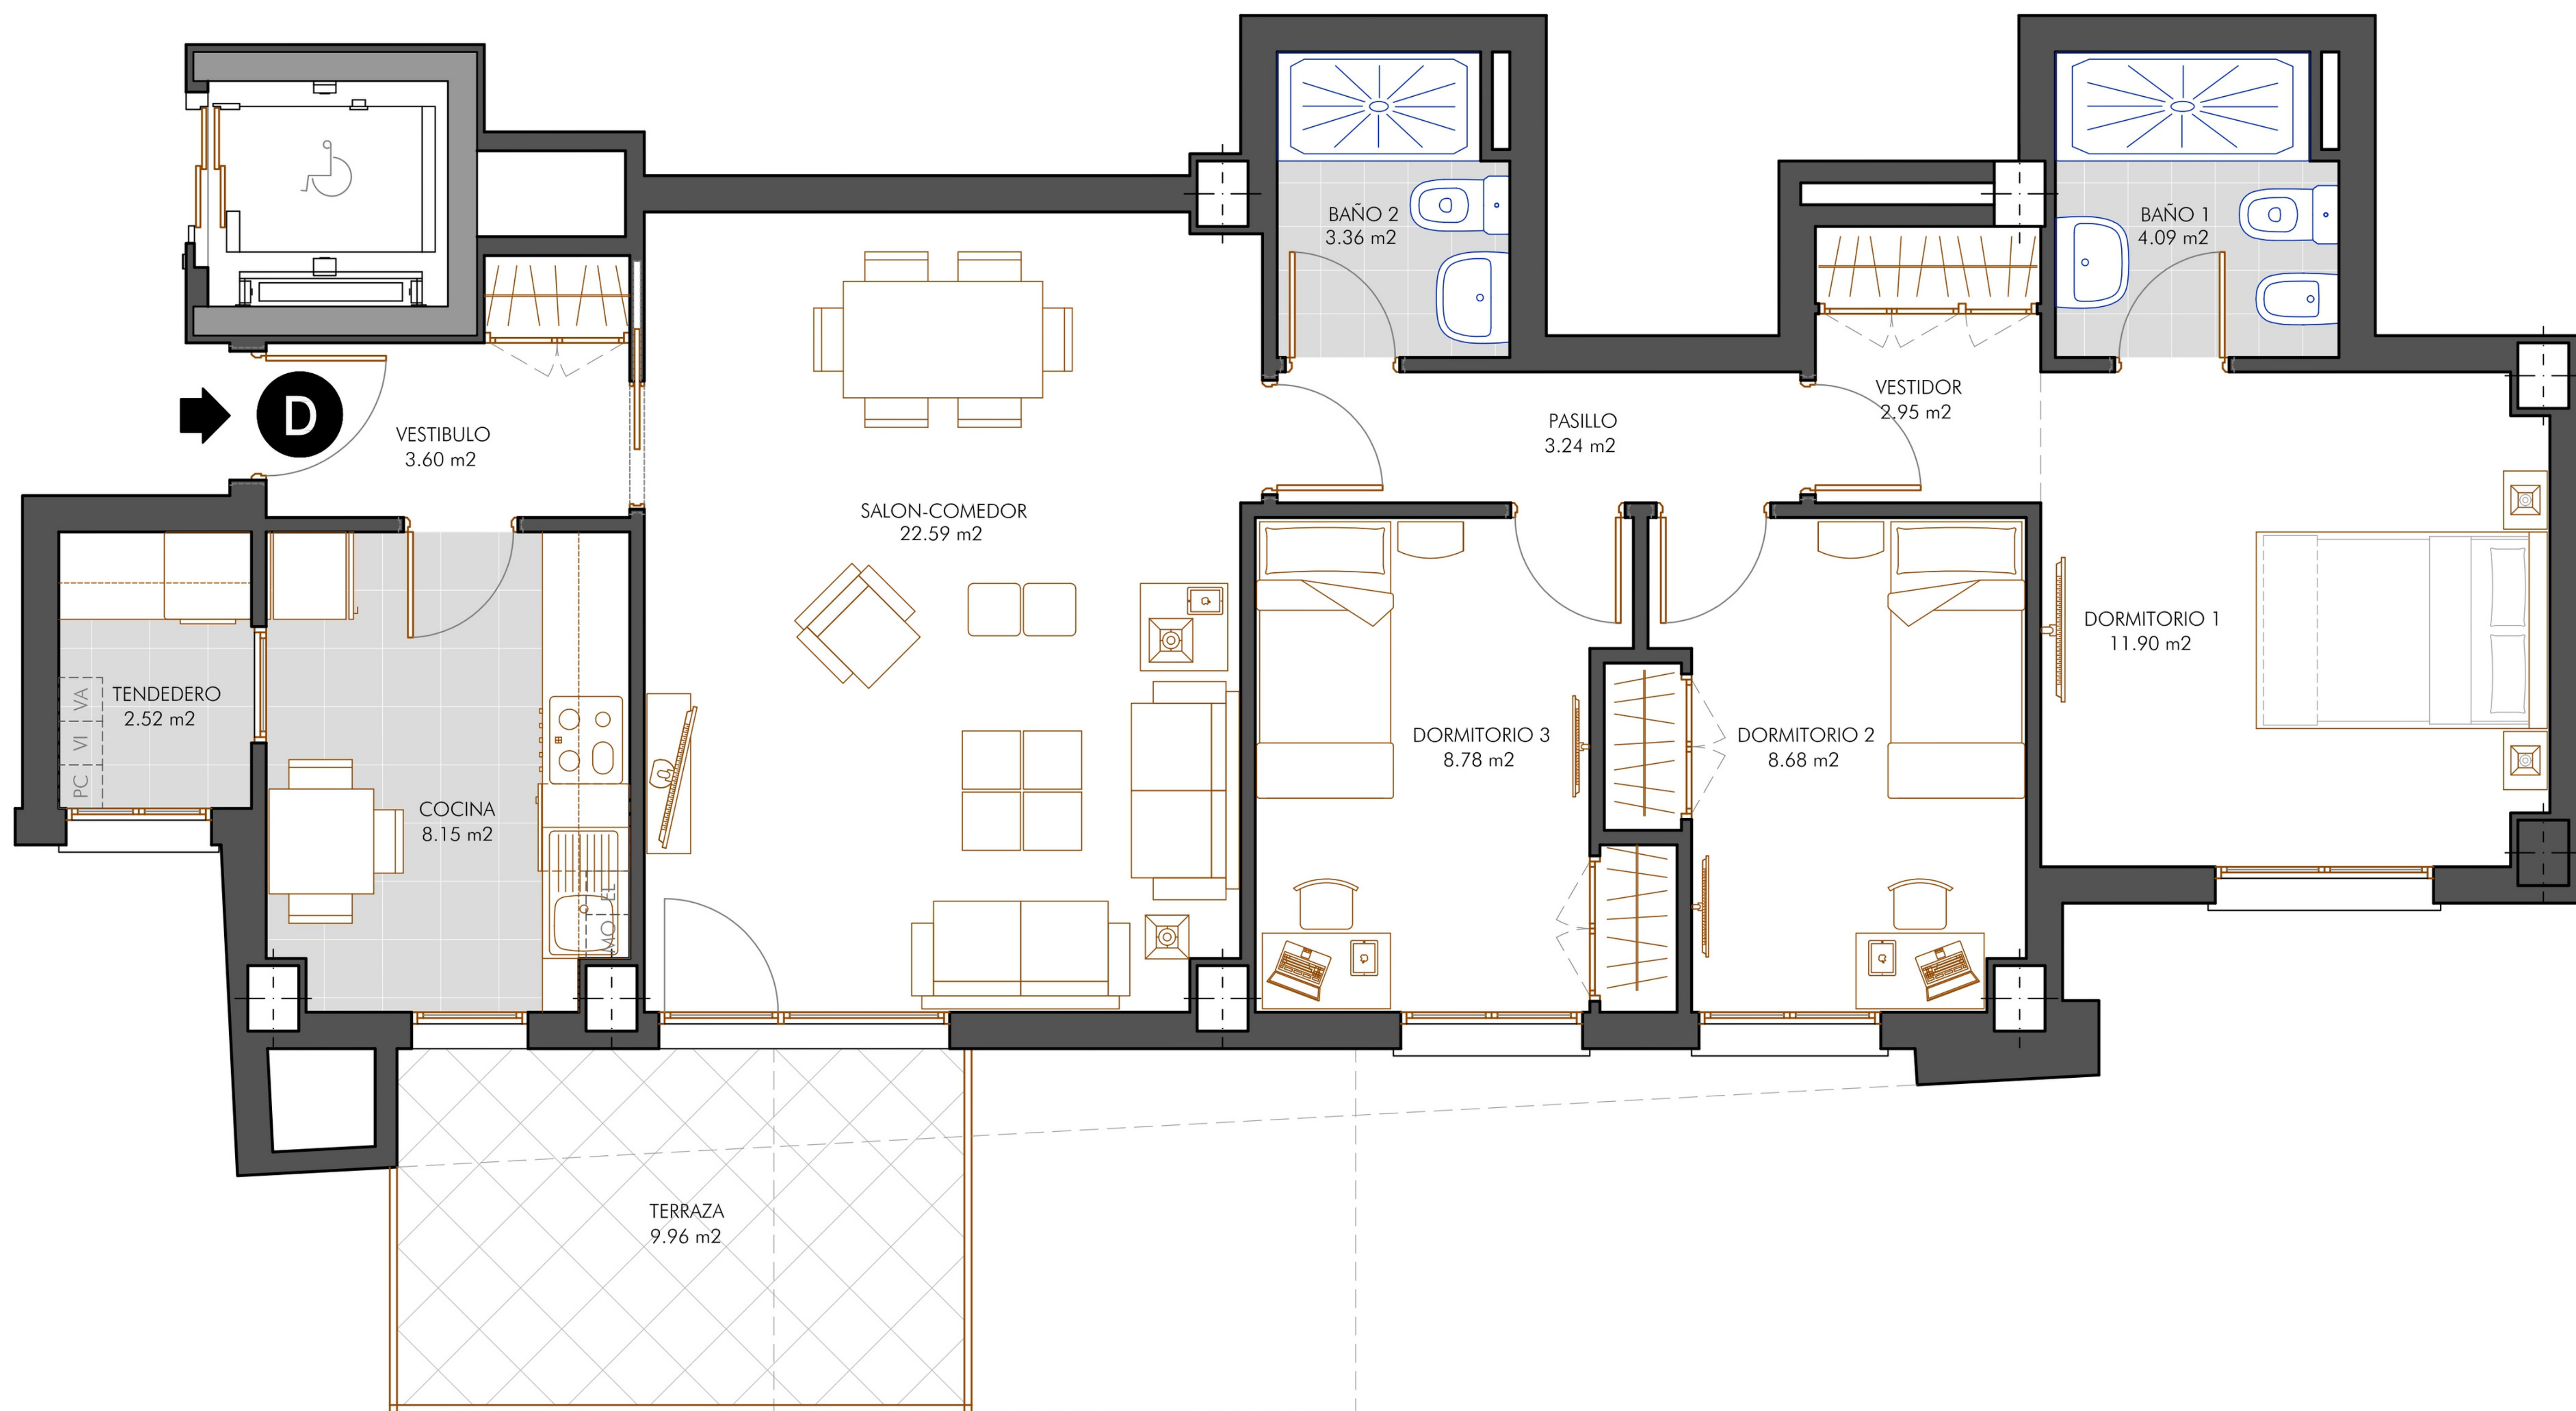 BAÑO 2
3.36 m2
BAÑO 1
4.09 m2
VESTIDOR
2.95 m2
D
VESTIBULO
3.60 m2
PASILLO
3.24 m2
SALON-COMEDOR
22.59 m2
DORMITORIO 1
11.90 m2
TENDEDERO
2.52 m2
VA
VI
PC
DORMITORIO 3
8.78 m2
DORMITORIO 2
8.68 m2
COCINA
8.15 m2
EL
MO
TERRAZA
9.96 m2